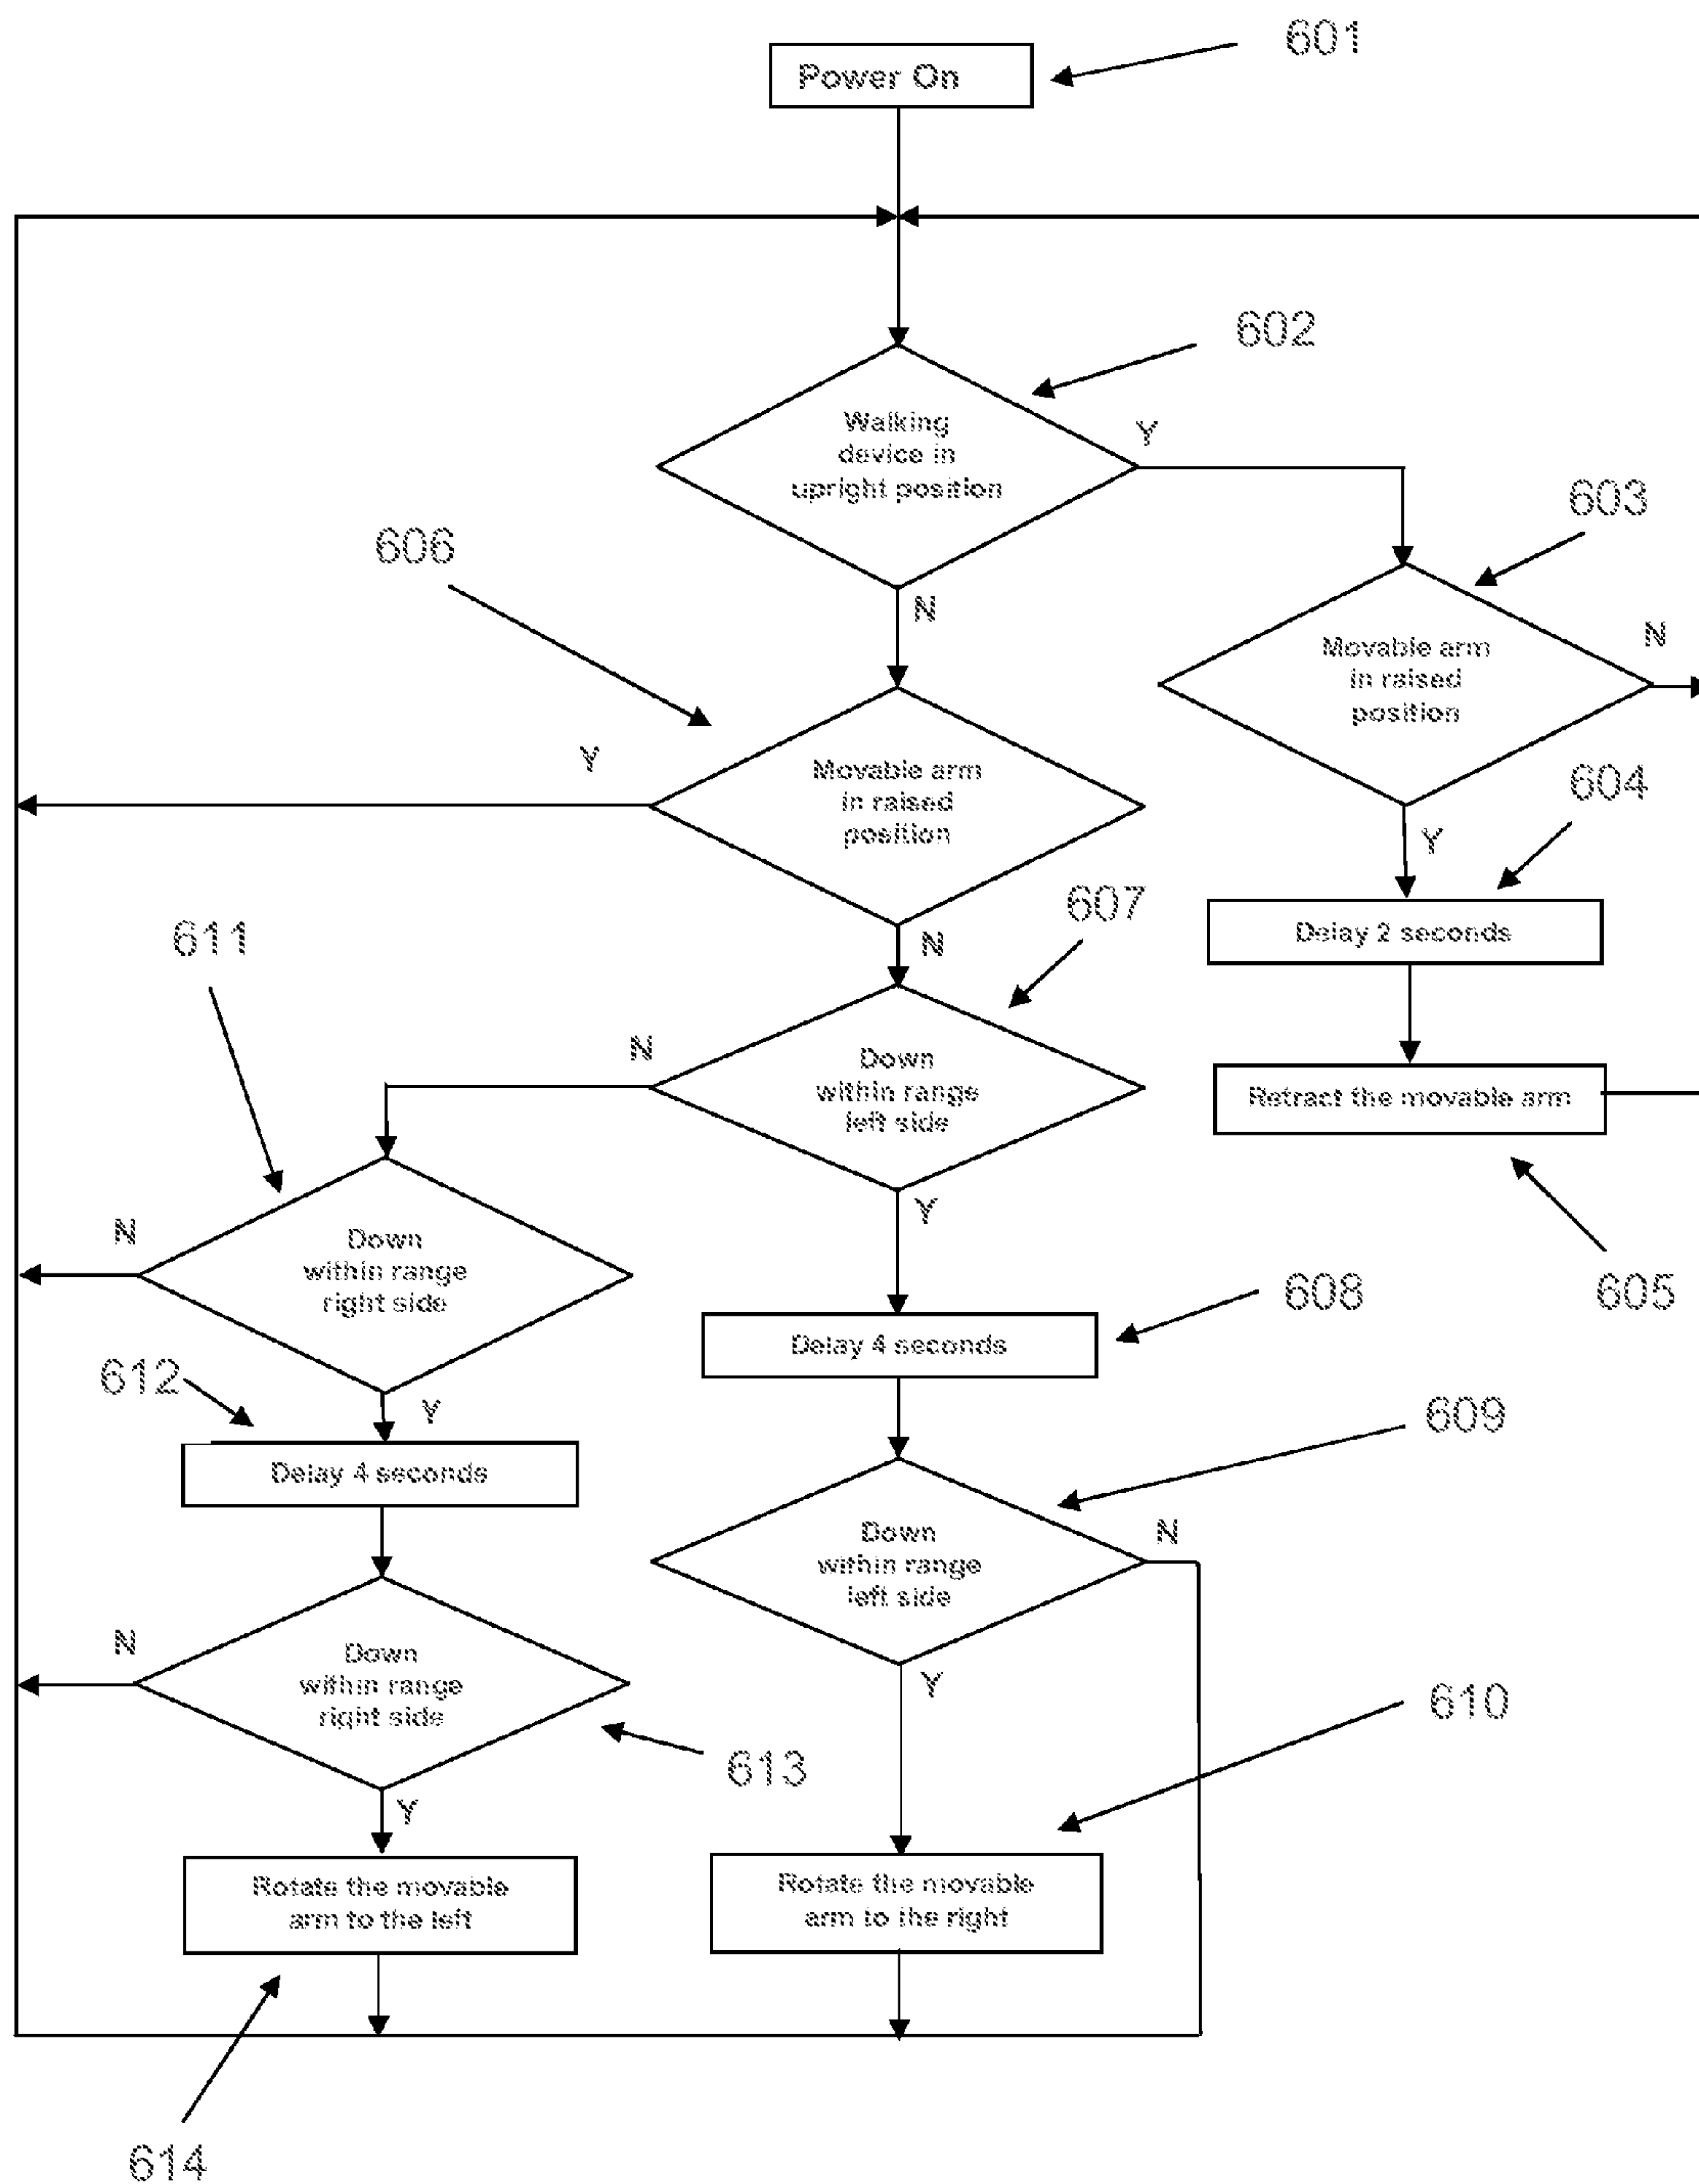 601
Power On
602
Walking
device in
upright position
Y
N
603
Movable arm
in raised
position
N
Y
604
Delay 2 seconds
Retract the movable arm
605
606
Movable arm
in raised
position
Y
N
607
Down
within range
left side
N
Y
611
Down
within range
right side
N
Y
608
Delay 4 seconds
612
Delay 4 seconds
609
Down
within range
left side
N
Y
Down
within range
right side
N
Y
613
610
Rotate the movable
arm to the left
Rotate the movable
arm to the right
614